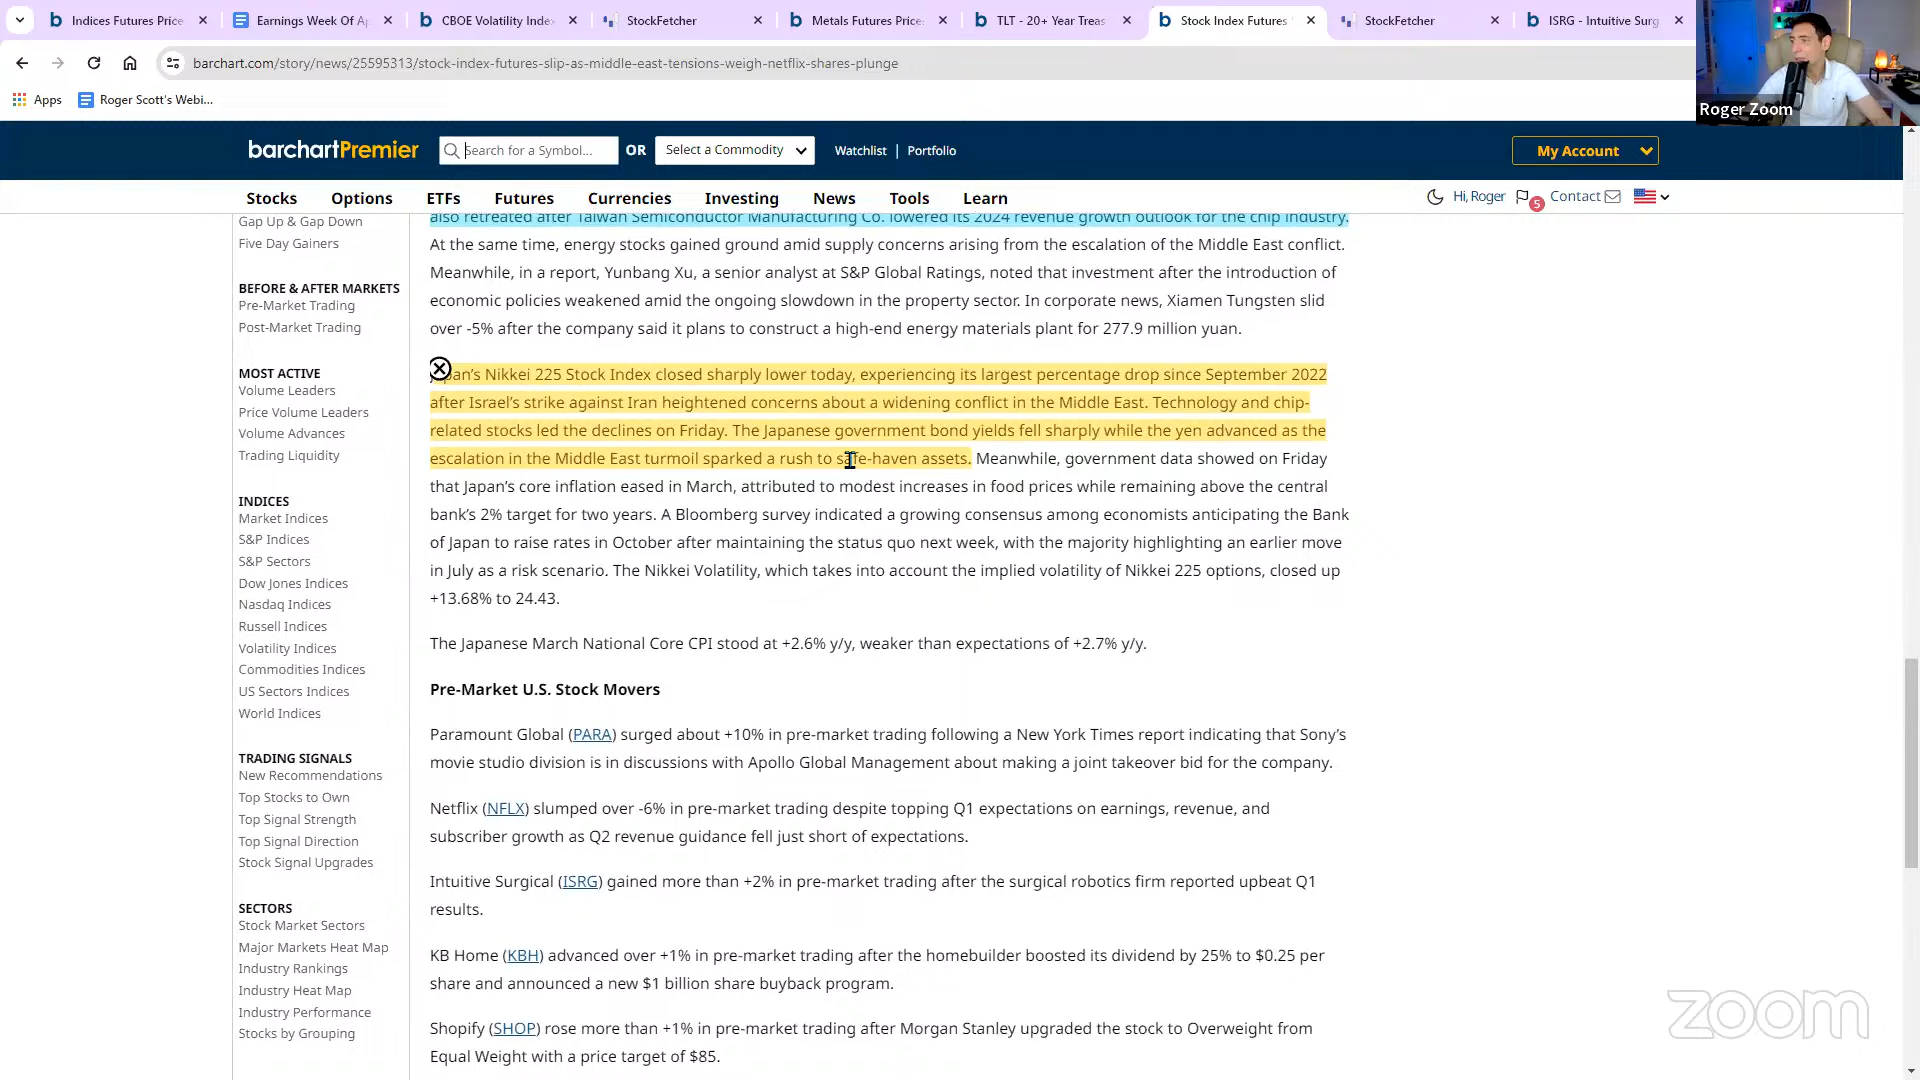 Indices Futures Price
Earnings Week Of A
CBOE Volatility Index
StockFetcher
Metals Futures Price
TLT - 20+ Year Treas
Stock Index Futures
StockFetcher
ISRG - Intuitive Surg
barchart.com/story/news/25595313/stock-index-futures-slip-as-middle-east-tensions-weigh-netflix-shares-plunge
Apps
Roger Scott's Webi...
Roger Zoom
barchartPremier
Search for a Symbol...
OR
Select a Commodity
Watchlist | Portfolio
My Account
Stocks
Options
ETFs
Futures
Currencies
Investing
News
Tools
Learn
Hi, Roger
5
Contact
Gap Up & Gap Down
Five Day Gainers
BEFORE & AFTER MARKETS
Pre-Market Trading
Post-Market Trading
MOST ACTIVE
Volume Leaders
Price Volume Leaders
Volume Advances
Trading Liquidity
INDICES
Market Indices
S&P Indices
S&P Sectors
Dow Jones Indices
Nasdaq Indices
Russell Indices
Volatility Indices
Commodities Indices
US Sectors Indices
World Indices
TRADING SIGNALS
New Recommendations
Top Stocks to Own
Top Signal Strength
Top Signal Direction
Stock Signal Upgrades
SECTORS
Stock Market Sectors
Major Markets Heat Map
Industry Rankings
Industry Heat Map
Industry Performance
Stocks by Grouping
also retreated after Taiwan Semiconductor Manufacturing Co. lowered its 2024 revenue growth outlook for the chip industry.
At the same time, energy stocks gained ground amid supply concerns arising from the escalation of the Middle East conflict.
Meanwhile, in a report, Yunbang Xu, a senior analyst at S&P Global Ratings, noted that investment after the introduction of
economic policies weakened amid the ongoing slowdown in the property sector. In corporate news, Xiamen Tungsten slid
over -5% after the company said it plans to construct a high-end energy materials plant for 277.9 million yuan.
Japan's Nikkei 225 Stock Index closed sharply lower today, experiencing its largest percentage drop since September 2022
after Israel's strike against Iran heightened concerns about a widening conflict in the Middle East. Technology and chip-
related stocks led the declines on Friday. The Japanese government bond yields fell sharply while the yen advanced as the
escalation in the Middle East turmoil sparked a rush to safe-haven assets. Meanwhile, government data showed on Friday
that Japan's core inflation eased in March, attributed to modest increases in food prices while remaining above the central
bank's 2% target for two years. A Bloomberg survey indicated a growing consensus among economists anticipating the Bank
of Japan to raise rates in October after maintaining the status quo next week, with the majority highlighting an earlier move
in July as a risk scenario. The Nikkei Volatility, which takes into account the implied volatility of Nikkei 225 options, closed up
+13.68% to 24.43.
The Japanese March National Core CPI stood at +2.6% y/y, weaker than expectations of +2.7% y/y.
Pre-Market U.S. Stock Movers
Paramount Global (PARA) surged about +10% in pre-market trading following a New York Times report indicating that Sony's
movie studio division is in discussions with Apollo Global Management about making a joint takeover bid for the company.
Netflix (NFLX) slumped over -6% in pre-market trading despite topping Q1 expectations on earnings, revenue, and
subscriber growth as Q2 revenue guidance fell just short of expectations.
Intuitive Surgical (ISRG) gained more than +2% in pre-market trading after the surgical robotics firm reported upbeat Q1
results.
KB Home (KBH) advanced over +1% in pre-market trading after the homebuilder boosted its dividend by 25% to $0.25 per
share and announced a new $1 billion share buyback program.
Shopify (SHOP) rose more than +1% in pre-market trading after Morgan Stanley upgraded the stock to Overweight from
Equal Weight with a price target of $85.
zoom